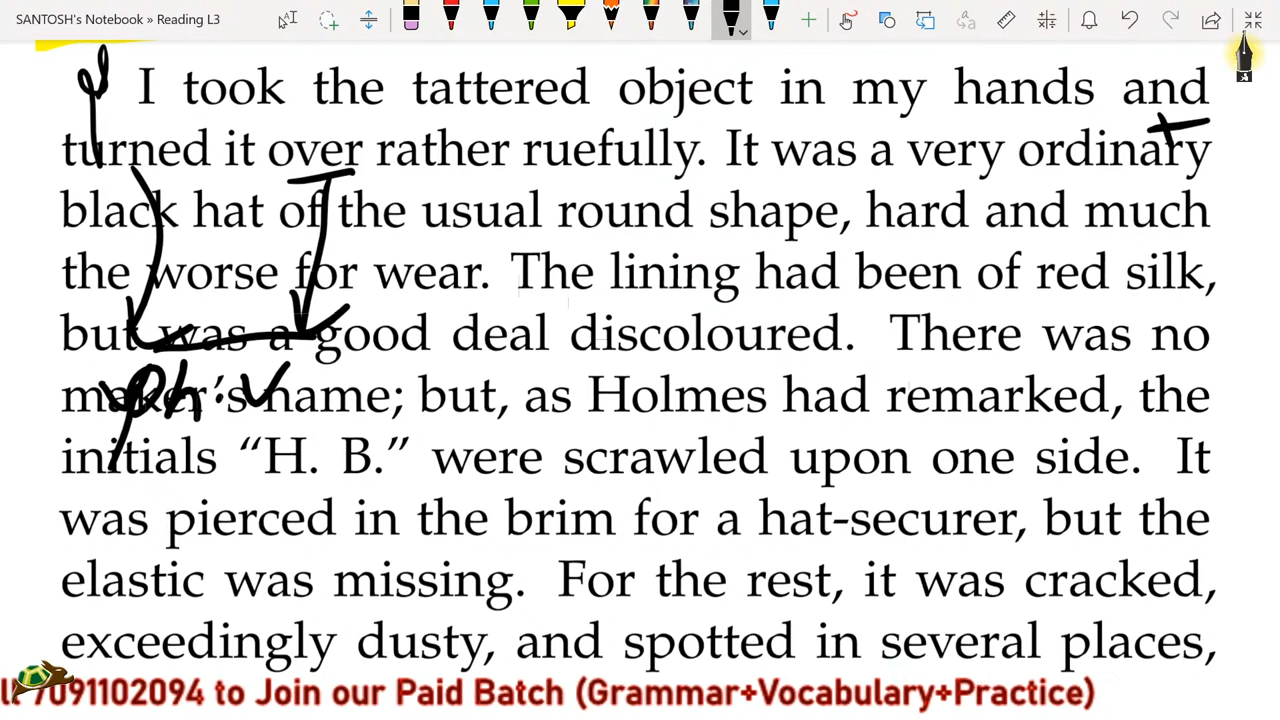 SANTOSH's Notebook » Reading L3
I took the tattered object in my hands and
turned it over rather ruefully. It was a very ordinary
black hat of the usual round shape, hard and much
the worse for wear. The lining had been of red silk,
but was a good deal discoloured. There was no
maker's name; but, as Holmes had remarked, the
ph. v
initials “H. B.” were scrawled upon one side. It
was pierced in the brim for a hat-securer, but the
elastic was missing. For the rest, it was cracked,
exceedingly dusty, and spotted in several places,
7091102094 to Join our Paid Batch (Grammar+Vocabulary+Practice)